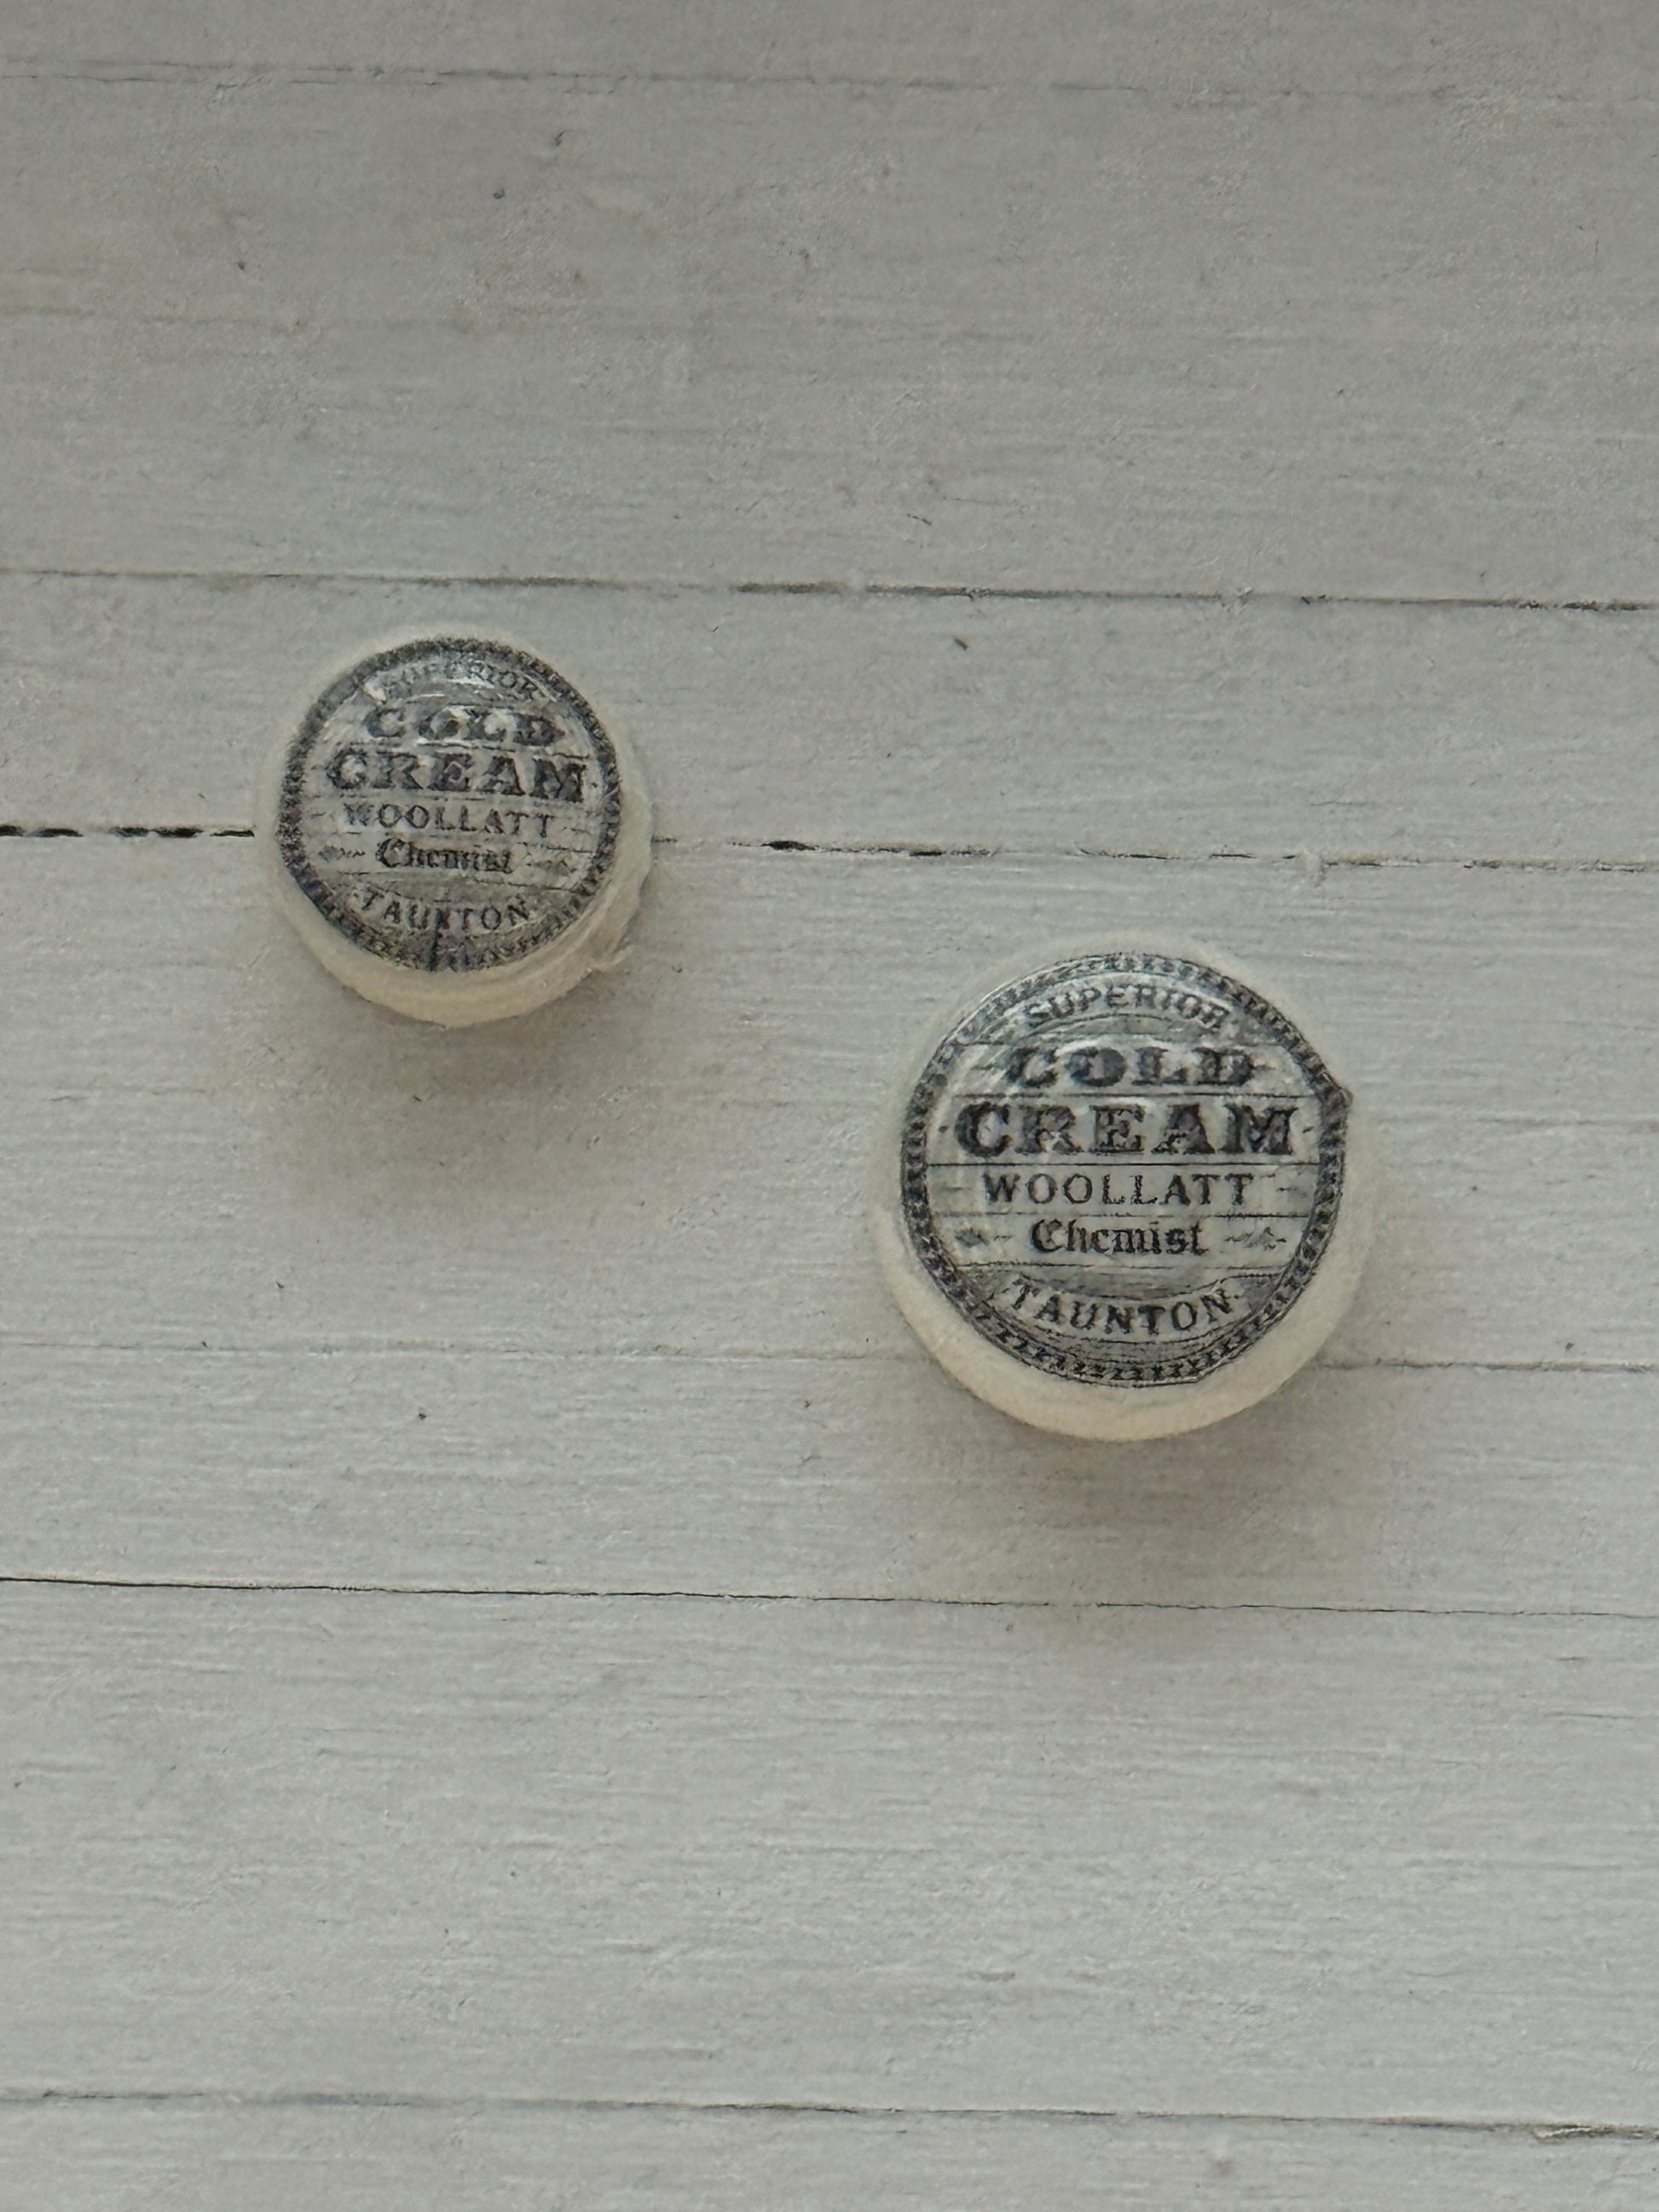 SUPERIOR
COLD
CREAM
WOOLLATT
Chemist
TAUNTON
SUPERIOR
COLD
CREAM
WOOLLATT
Chemist
TAUNTON